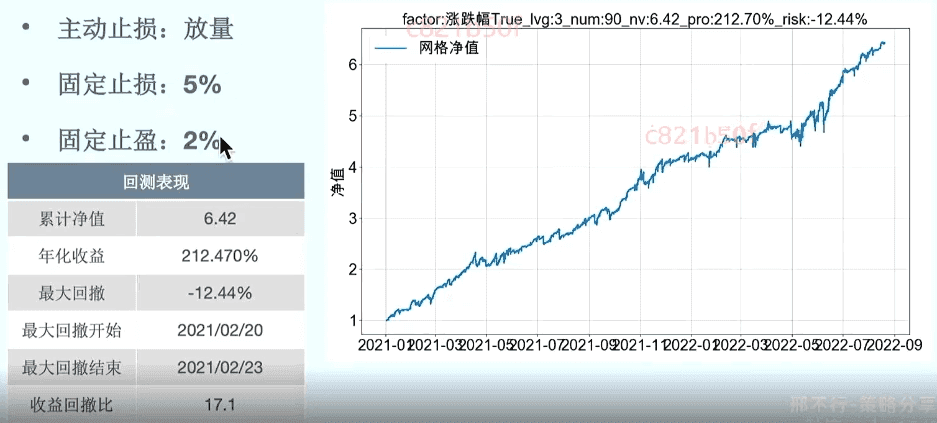 • 主动止损：放量
• 固定止损：5%
• 固定止盈：2%
回测表现
累计净值 6.42
年化收益 212.470%
最大回撤 -12.44%
最大回撤开始 2021/02/20
最大回撤结束 2021/02/23
收益回撤比 17.1
factor:涨跌幅True_lvg:3_num:90_nv:6.42_pro:212.70%_risk:-12.44%
c821b50f
网格净值
c821b50f
净值
6
5
4
3
2
1
2021-01 2021-03 2021-05 2021-07 2021-09 2021-11 2022-01 2022-03 2022-05 2022-07 2022-09
邢不行-策略分享